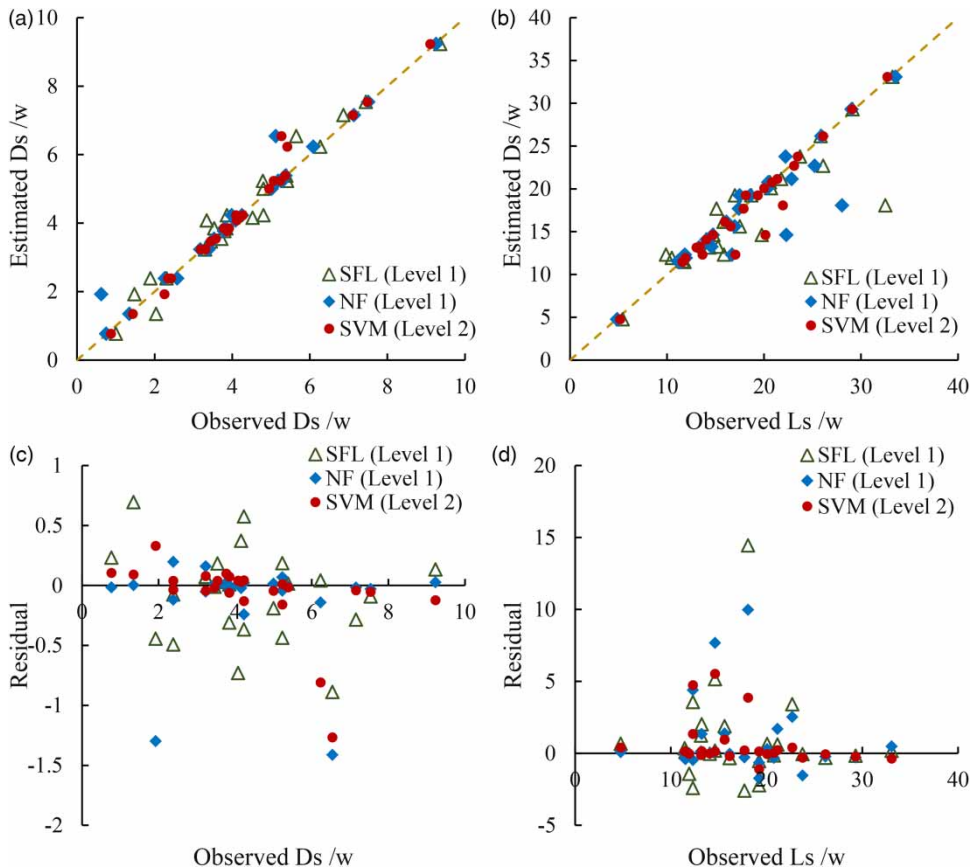 (a)
10
8
6
4
2
0
Estimated Ds /w
SFL (Level 1)
NF (Level 1)
SVM (Level 2)
0 2 4 6 8 10
Observed Ds /w
(b)
40
35
30
25
20
15
10
5
0
Estimated Ds /w
SFL (Level 1)
NF (Level 1)
SVM (Level 2)
0 10 20 30 40
Observed Ls /w
(c)
1
0.5
0
-0.5
-1
-1.5
-2
Residual
SFL (Level 1)
NF (Level 1)
SVM (Level 2)
0 2 4 6 8 10
Observed Ds /w
(d)
20
15
10
5
0
-5
Residual
SFL (Level 1)
NF (Level 1)
SVM (Level 2)
0 10 20 30 40
Observed Ls /w